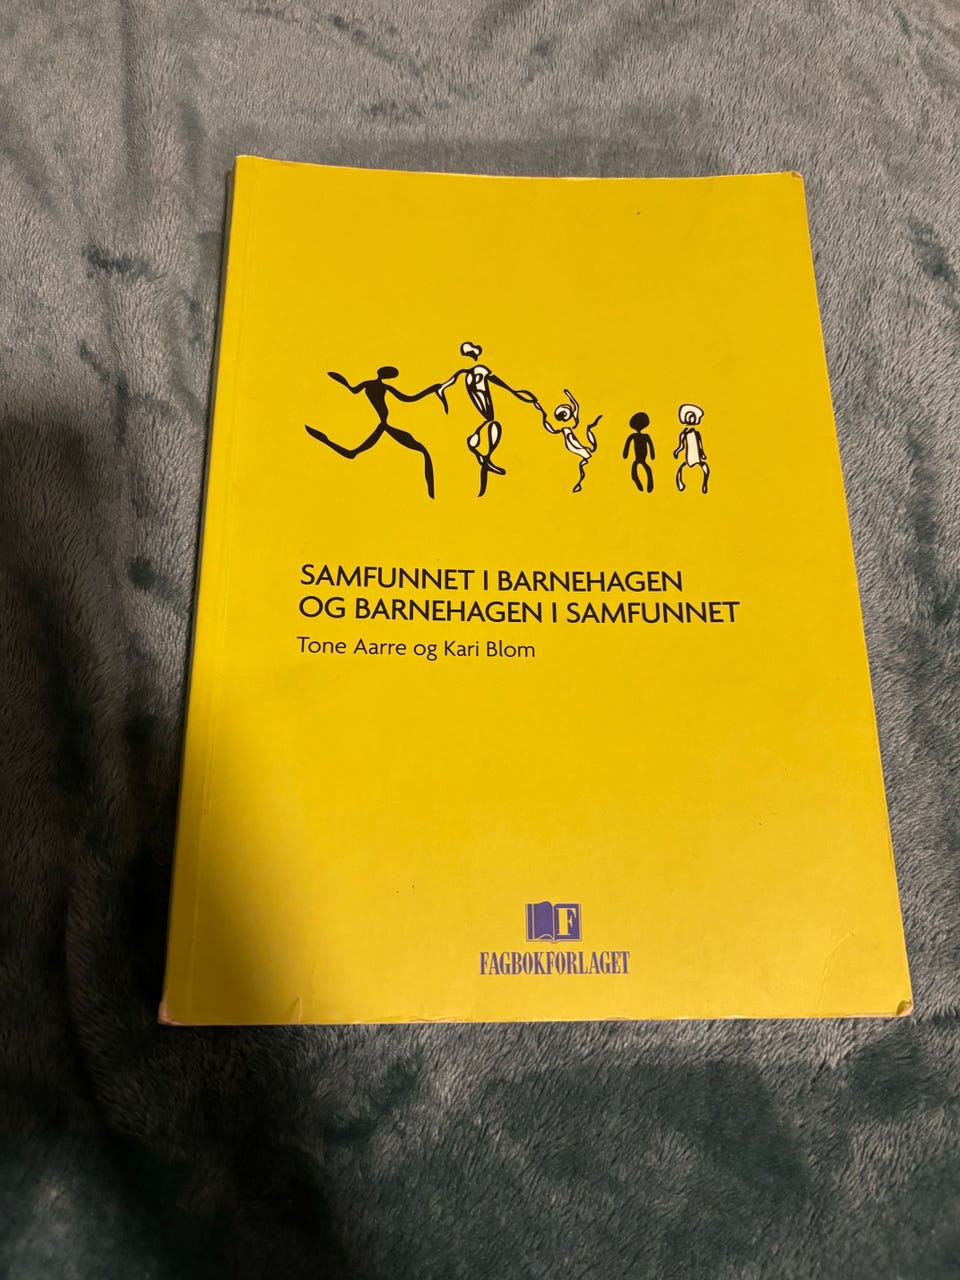 SAMFUNNET I BARNEHAGEN
OG BARNEHAGEN I SAMFUNNET
Tone Aarre og Kari Blom
F
FAGBOKFORLAGET